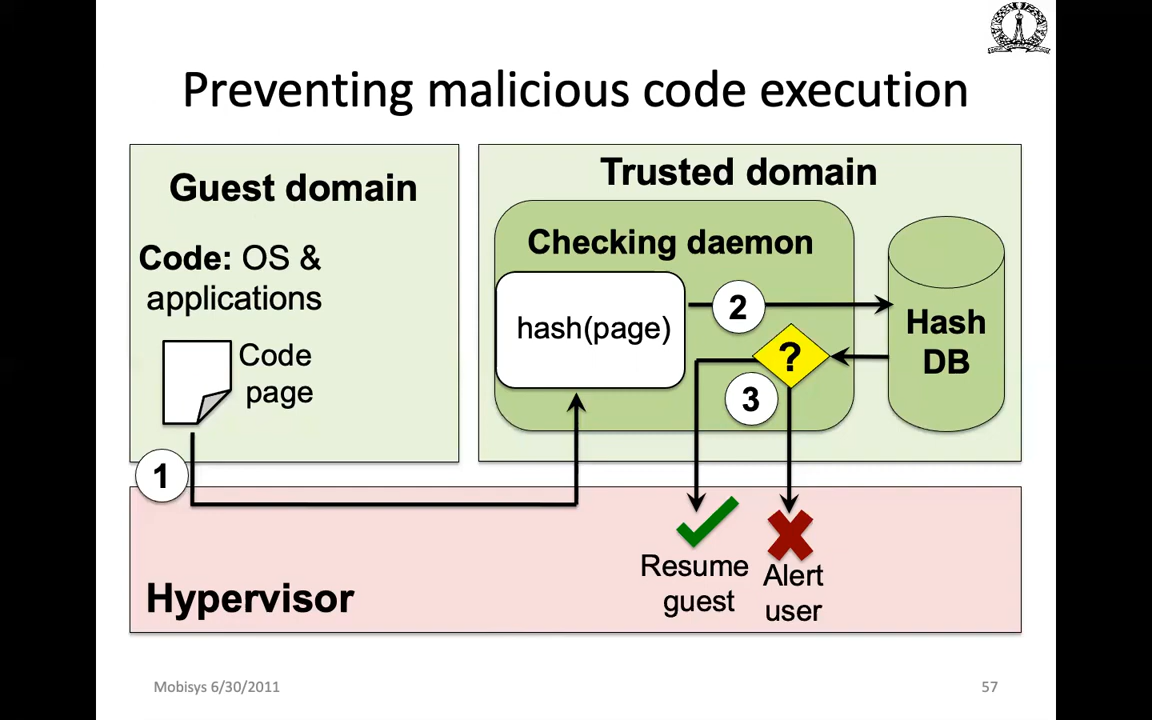 Preventing malicious code execution
Guest domain
Code: OS &
applications
Code
page
1
Trusted domain
Checking daemon
hash(page)
2
?
3
Hash
DB
Hypervisor
Resume
guest
Alert
user
Mobisys 6/30/2011
57